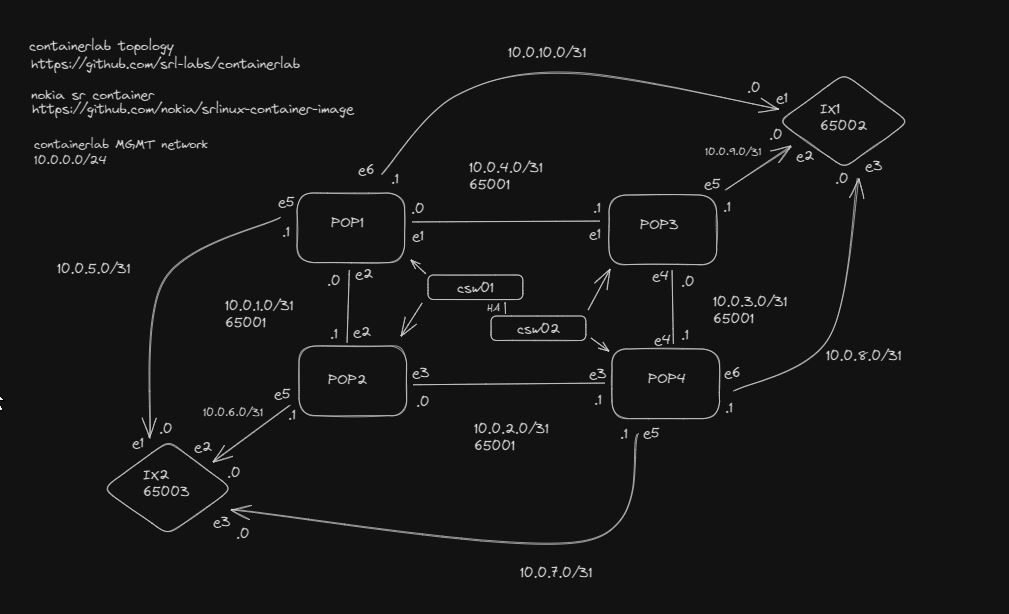 containerlab topology
https://github.com/srl-labs/containerlab
nokia sr container
https://github.com/nokia/srlinux-container-image
containerlab MGMT network
10.0.0.0/24
10.0.10.0/31
.0
e1
IX1
65002
.0
e2
e3
.0
10.0.9.0/31
e6
.1
10.0.4.0/31
65001
e5
.1
e5
.1
POP1
.0
e1
.1
e1
POP3
10.0.5.0/31
.0
e2
csw01
HA
csw02
e4
.0
10.0.1.0/31
65001
10.0.3.0/31
65001
.1
e2
e4
.1
10.0.8.0/31
POP2
e3
.0
e3
.1
POP4
e6
.1
e5
.1
10.0.6.0/31
10.0.2.0/31
65001
.1
e5
e1
.0
e2
.0
IX2
65003
e3
.0
10.0.7.0/31